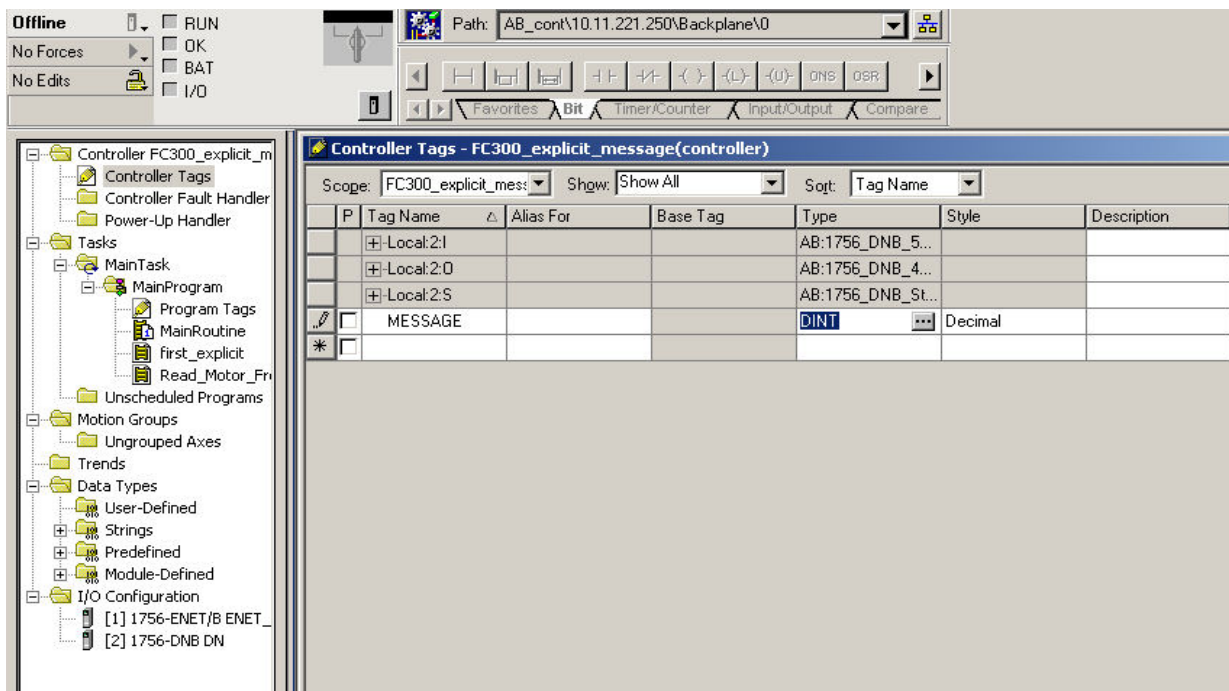 Offline
RUN
No Forces
OK
No Edits
BAT
I/O
Path: AB_cont\10.11.221.250\Backplane\0
ONS
OSR
Favorites Bit Timer/Counter Input/Output Compare
Controller FC300_explicit_m
Controller Tags
Controller Fault Handler
Power-Up Handler
Tasks
MainTask
MainProgram
Program Tags
MainRoutine
first_explicit
Read_Motor_Fr
Unscheduled Programs
Motion Groups
Ungrouped Axes
Trends
Data Types
User-Defined
Strings
Predefined
Module-Defined
I/O Configuration
[1] 1756-ENET/B ENET_
[2] 1756-DNB DN
Controller Tags - FC300_explicit_message(controller)
Scope: FC300_explicit_mess Show: Show All Sort: Tag Name
P Tag Name Alias For Base Tag Type Style Description
Local:2:I AB:1756_DNB_5...
Local:2:O AB:1756_DNB_4...
Local:2:S AB:1756_DNB_St...
MESSAGE DINT ... Decimal